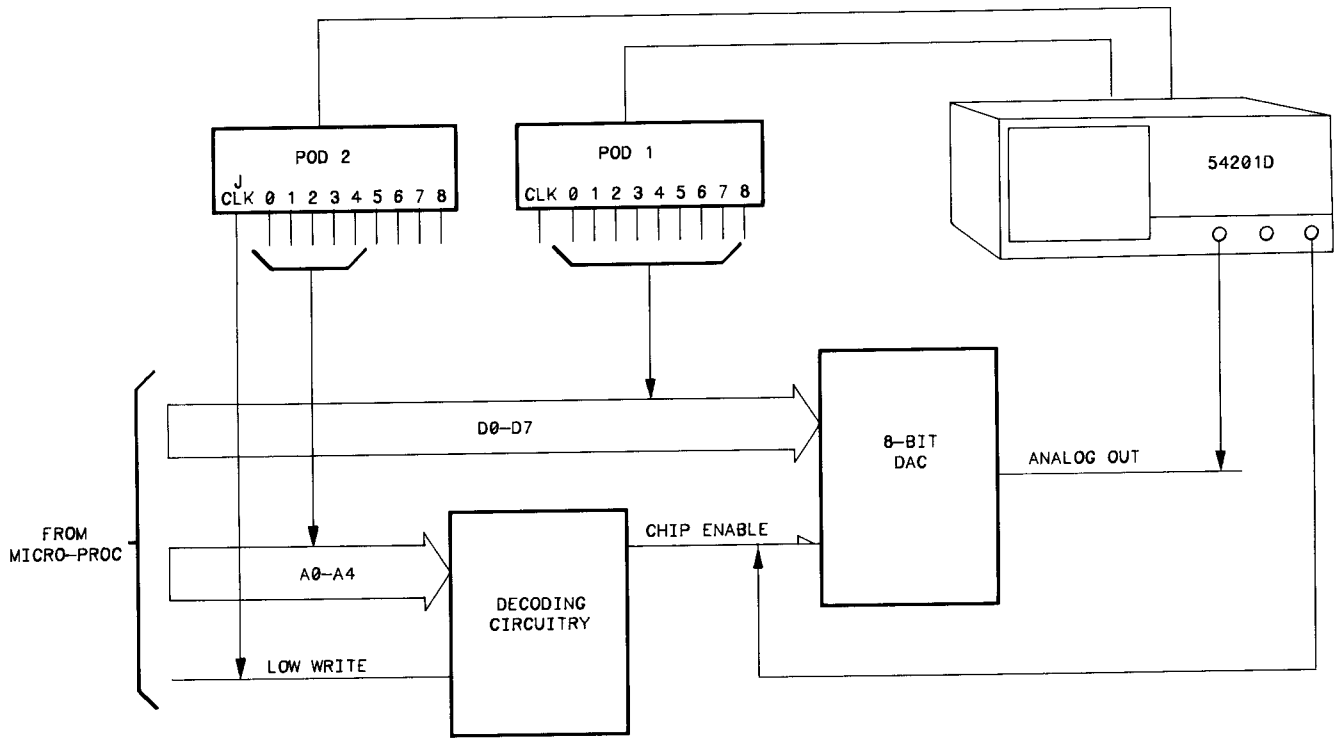 POD 2
J
CLK 0 1 2 3 4 5 6 7 8
POD 1
CLK 0 1 2 3 4 5 6 7 8
54201D
D0–D7
8–BIT
DAC
ANALOG OUT
FROM
MICRO–PROC
CHIP ENABLE
A0–A4
DECODING
CIRCUITRY
LOW WRITE